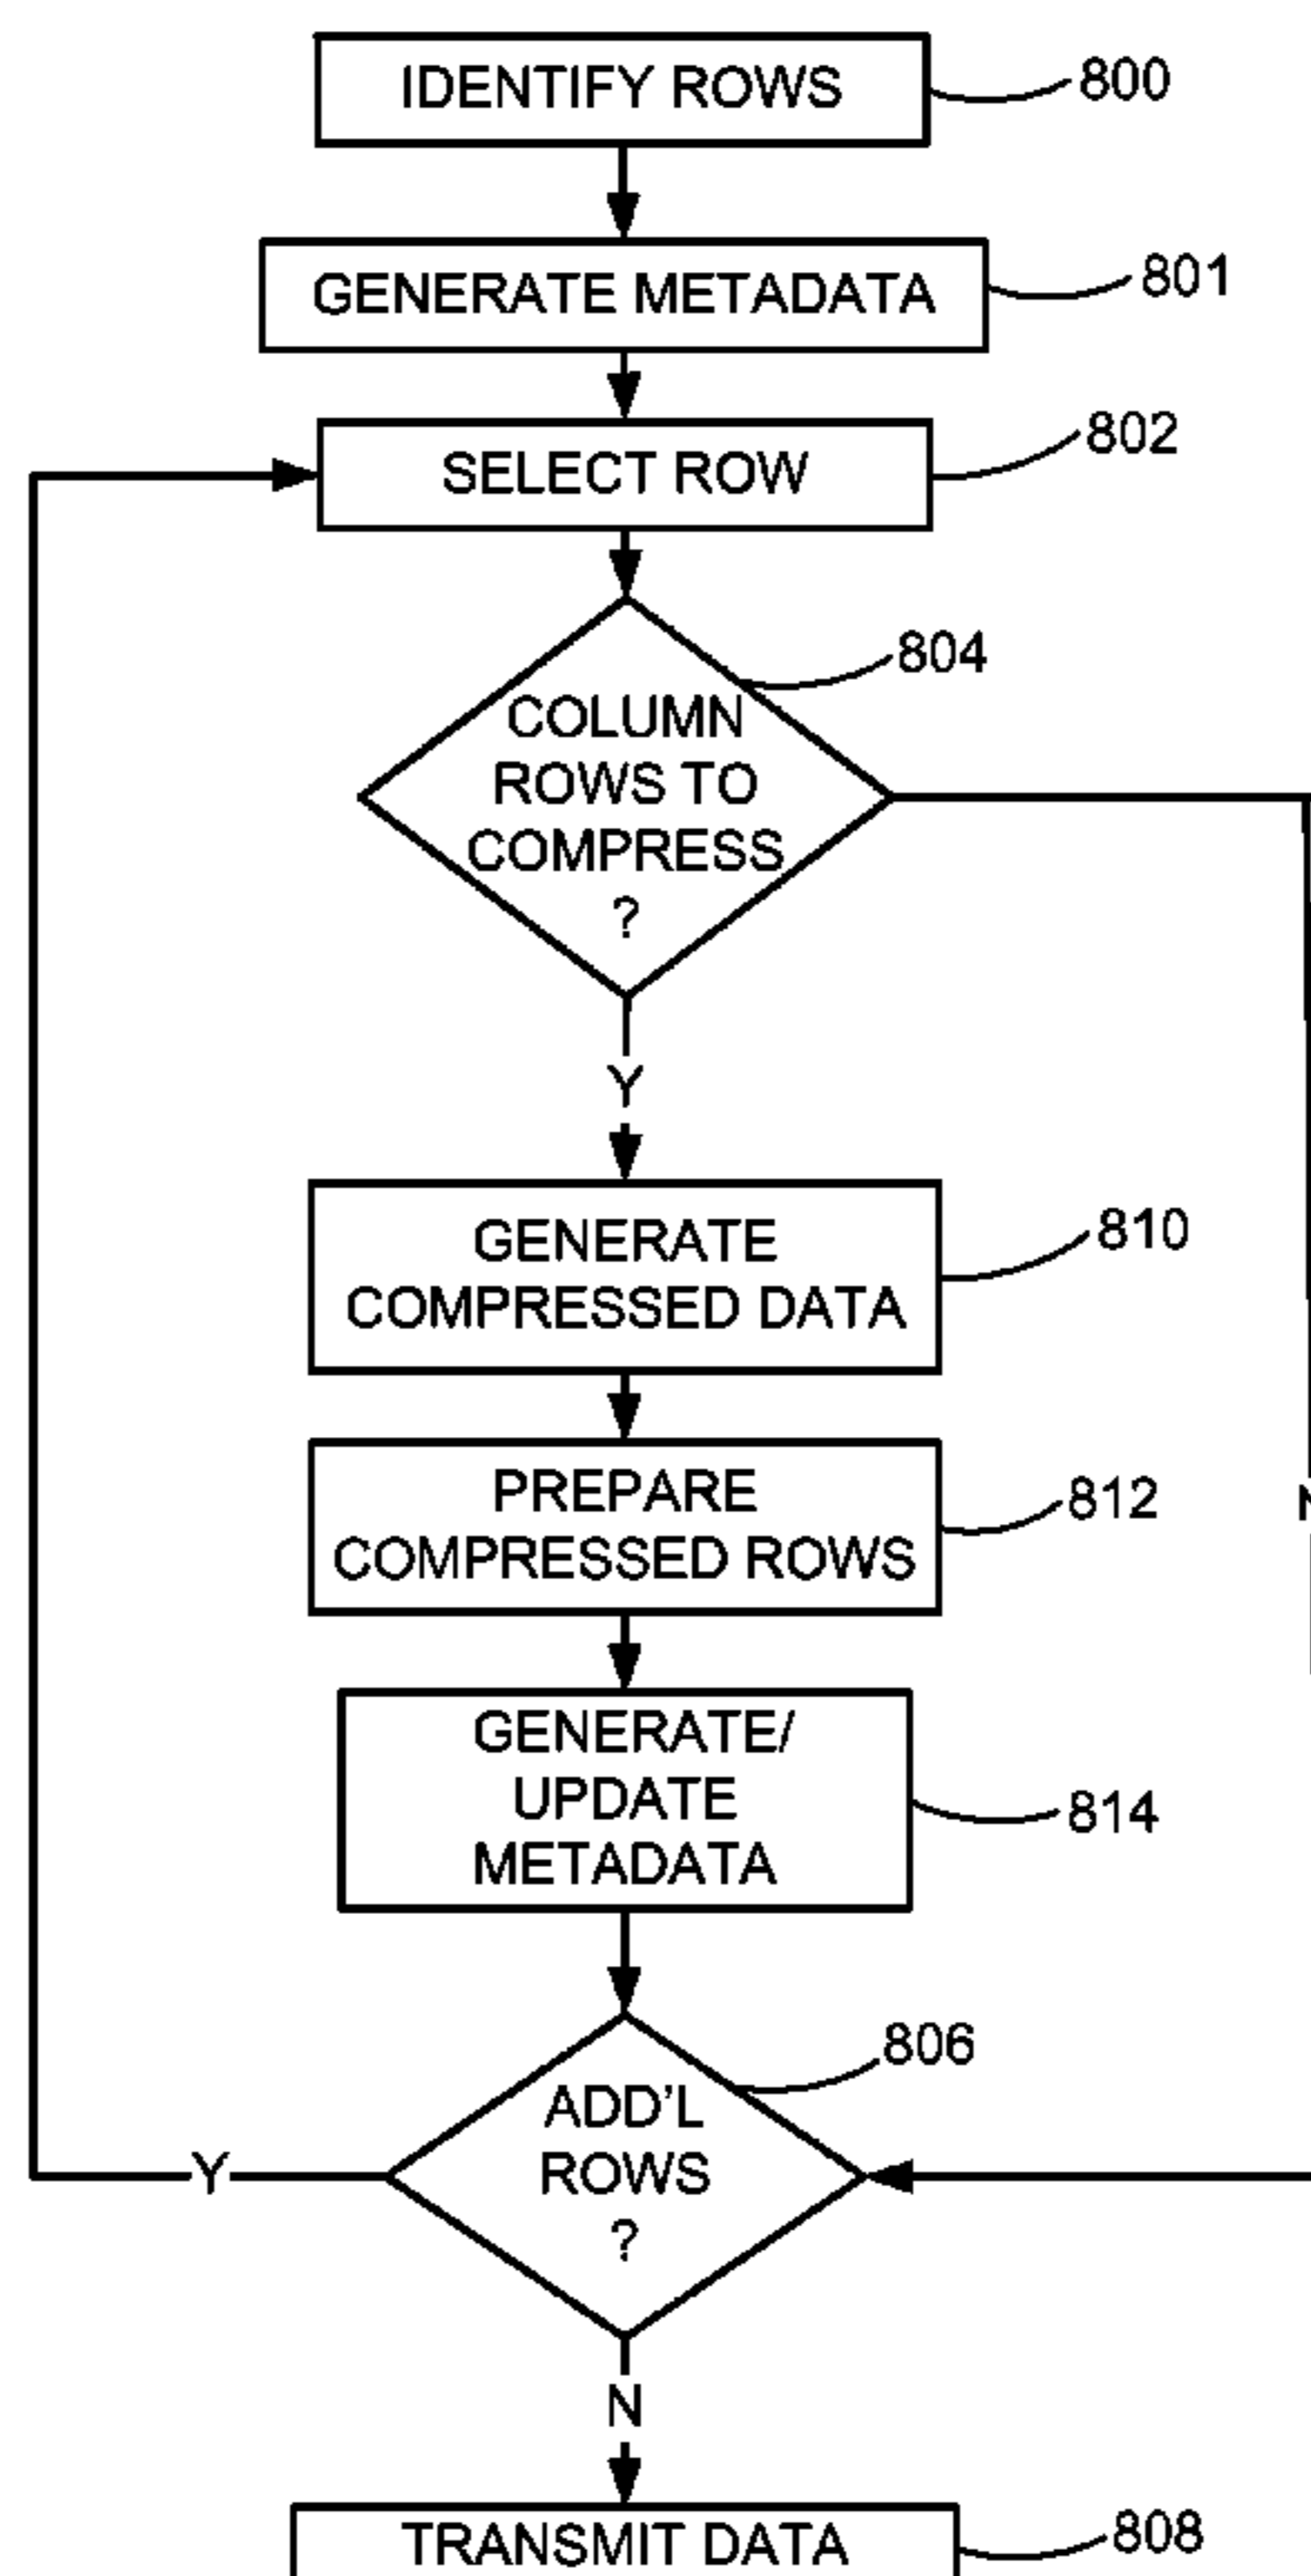 IDENTIFY ROWS
800
GENERATE METADATA
801
SELECT ROW
802
804
COLUMN
ROWS TO
COMPRESS
?
Y
GENERATE
COMPRESSED DATA
810
PREPARE
COMPRESSED ROWS
812
GENERATE/
UPDATE
METADATA
814
806
ADD'L
ROWS
?
Y
N
TRANSMIT DATA
808